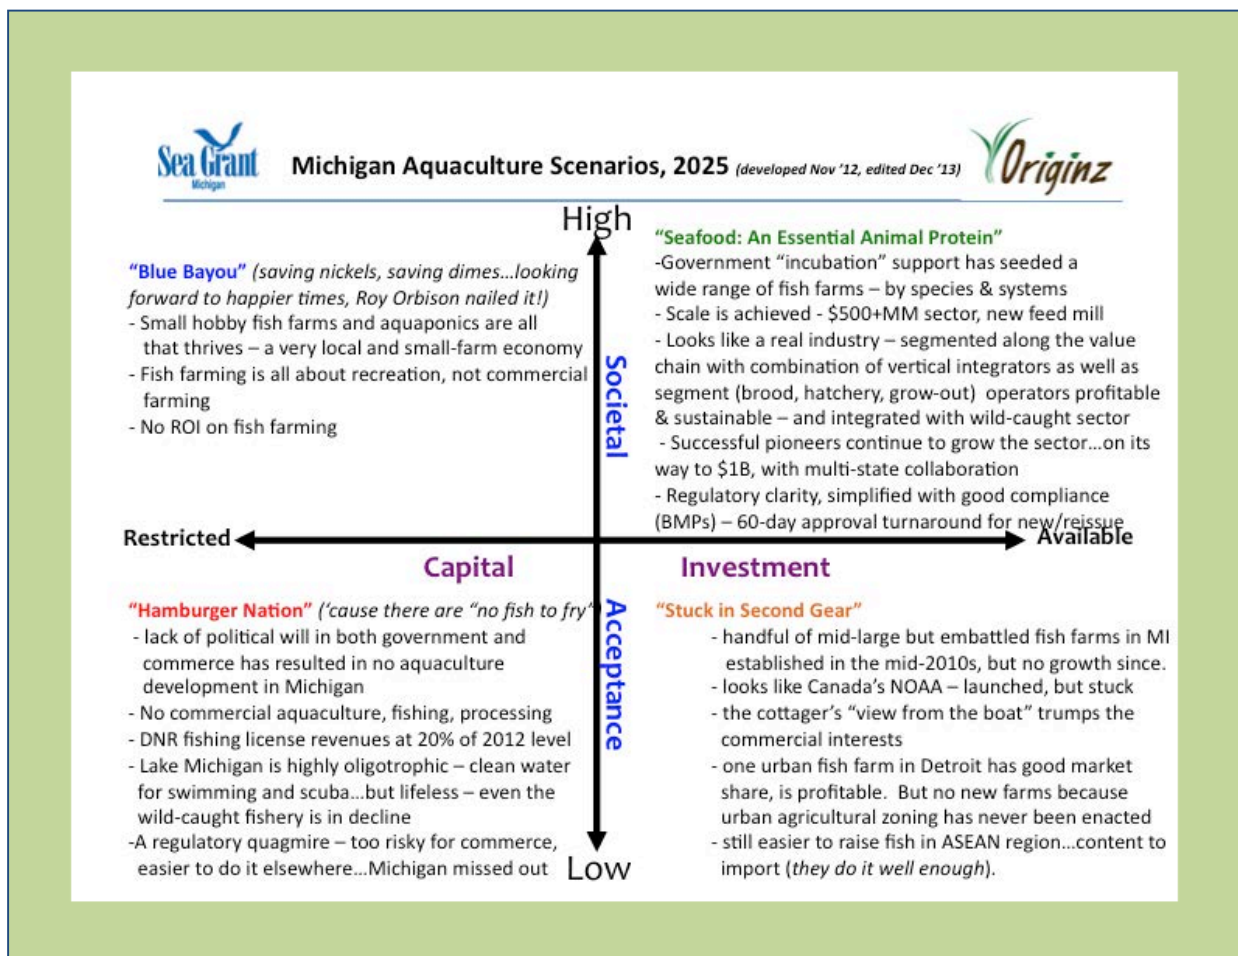 Sea Grant
Michigan
Michigan Aquaculture Scenarios, 2025 (developed Nov ’12, edited Dec ’13)
Originz
High
“Blue Bayou” (saving nickels, saving dimes…looking
forward to happier times, Roy Orbison nailed it!)
- Small hobby fish farms and aquaponics are all
that thrives – a very local and small-farm economy
- Fish farming is all about recreation, not commercial
farming
- No ROI on fish farming
“Seafood: An Essential Animal Protein”
-Government “incubation” support has seeded a
wide range of fish farms – by species & systems
- Scale is achieved - $500+MM sector, new feed mill
- Looks like a real industry – segmented along the value
chain with combination of vertical integrators as well as
segment (brood, hatchery, grow-out) operators profitable
& sustainable – and integrated with wild-caught sector
- Successful pioneers continue to grow the sector…on its
way to $1B, with multi-state collaboration
- Regulatory clarity, simplified with good compliance
(BMPs) – 60-day approval turnaround for new/reissue
Societal
Restricted
Available
Capital
Investment
“Hamburger Nation” (‘cause there are “no fish to fry”)
- lack of political will in both government and
commerce has resulted in no aquaculture
development in Michigan
- No commercial aquaculture, fishing, processing
- DNR fishing license revenues at 20% of 2012 level
- Lake Michigan is highly oligotrophic – clean water
for swimming and scuba…but lifeless – even the
wild-caught fishery is in decline
-A regulatory quagmire – too risky for commerce,
easier to do it elsewhere…Michigan missed out
Acceptance
“Stuck in Second Gear”
- handful of mid-large but embattled fish farms in MI
established in the mid-2010s, but no growth since.
- looks like Canada’s NOAA – launched, but stuck
- the cottager’s “view from the boat” trumps the
commercial interests
- one urban fish farm in Detroit has good market
share, is profitable. But no new farms because
urban agricultural zoning has never been enacted
- still easier to raise fish in ASEAN region…content to
import (they do it well enough).
Low